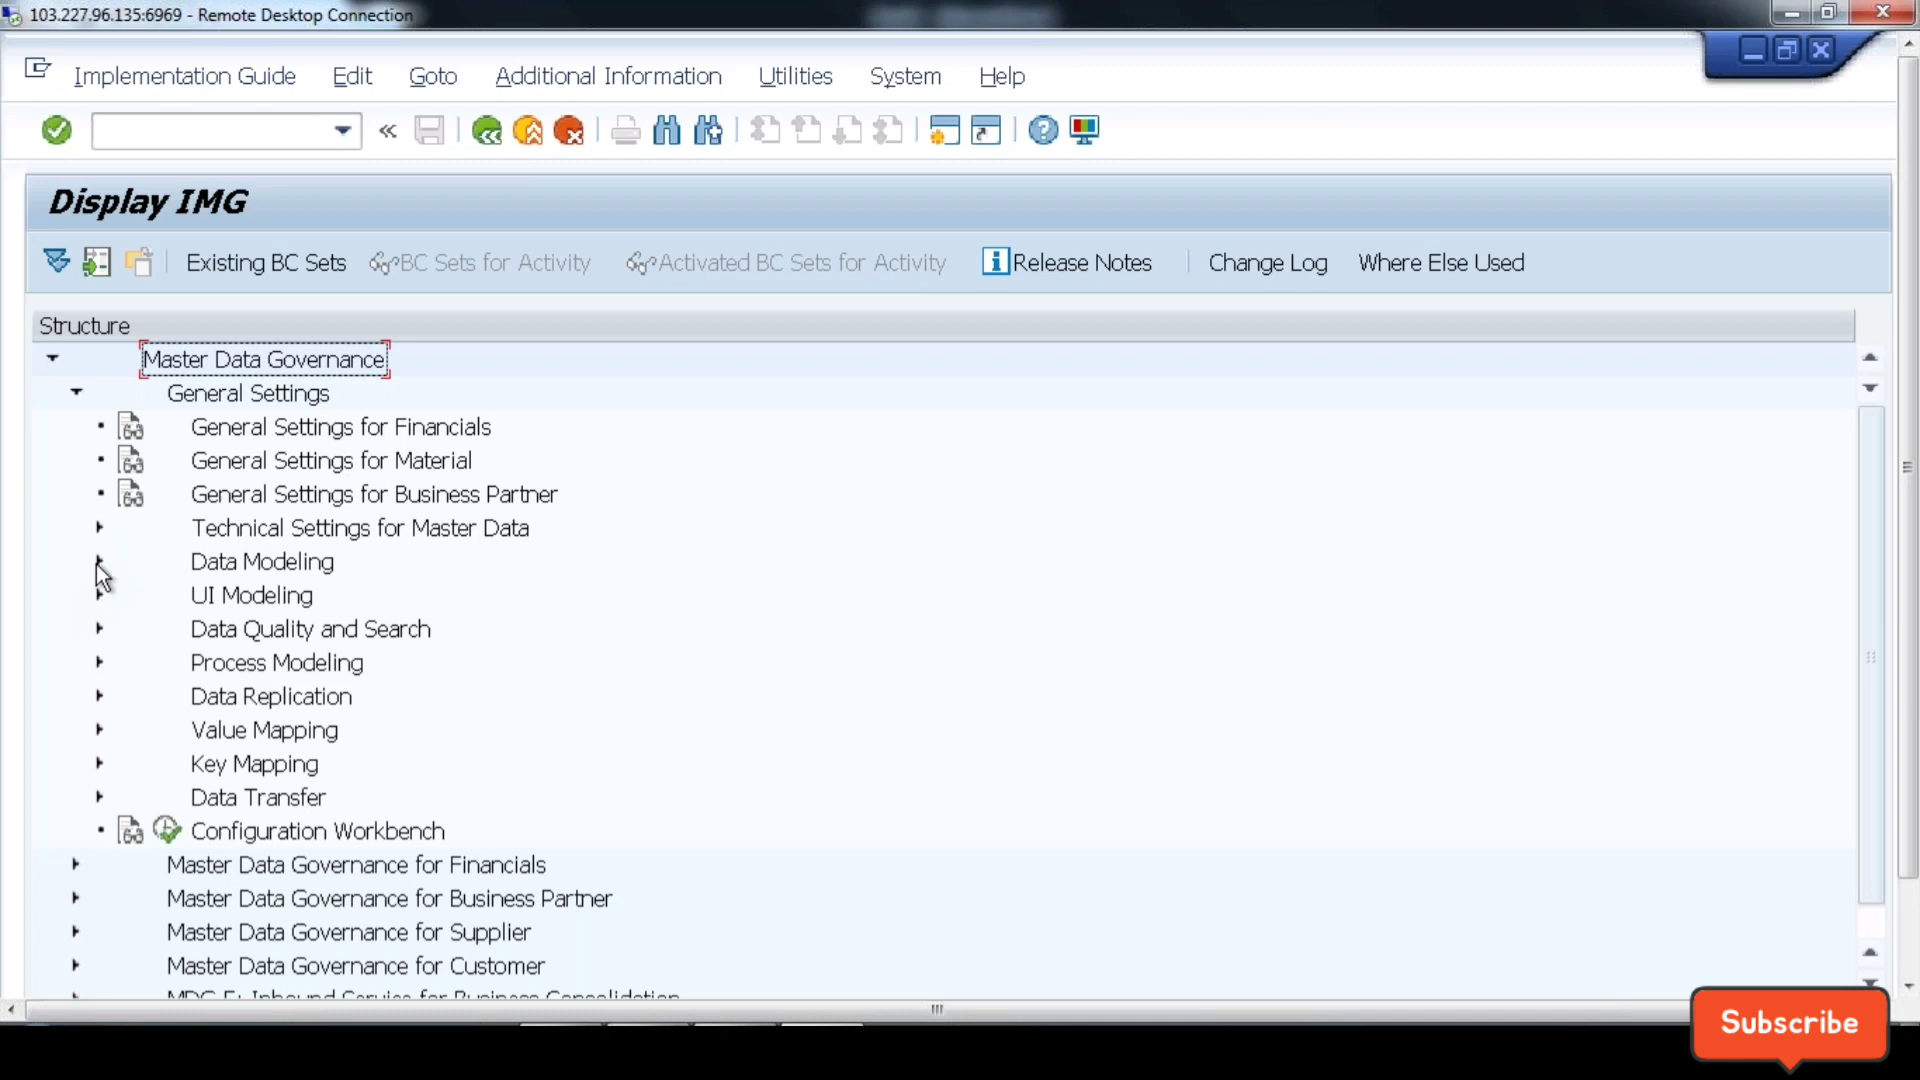 103.227.96.135:6969 - Remote Desktop Connection
Implementation Guide Edit Goto Additional Information Utilities System Help
Display IMG
Existing BC Sets BC Sets for Activity Activated BC Sets for Activity Release Notes Change Log Where Else Used
Structure
Master Data Governance
General Settings
General Settings for Financials
General Settings for Material
General Settings for Business Partner
Technical Settings for Master Data
Data Modeling
UI Modeling
Data Quality and Search
Process Modeling
Data Replication
Value Mapping
Key Mapping
Data Transfer
Configuration Workbench
Master Data Governance for Financials
Master Data Governance for Business Partner
Master Data Governance for Supplier
Master Data Governance for Customer
Inbound Service for Business Consolidation
Subscribe